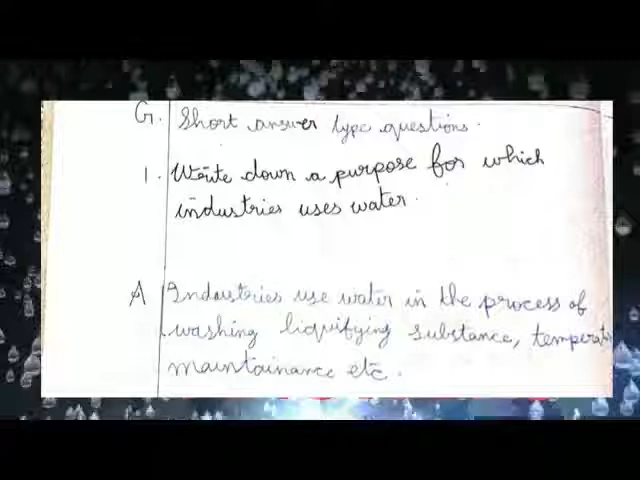 G. Short answer type questions.
1. Write down a purpose for which
industries uses water.
A Industries use water in the process of
washing liquifying substance,
maintainance etc.